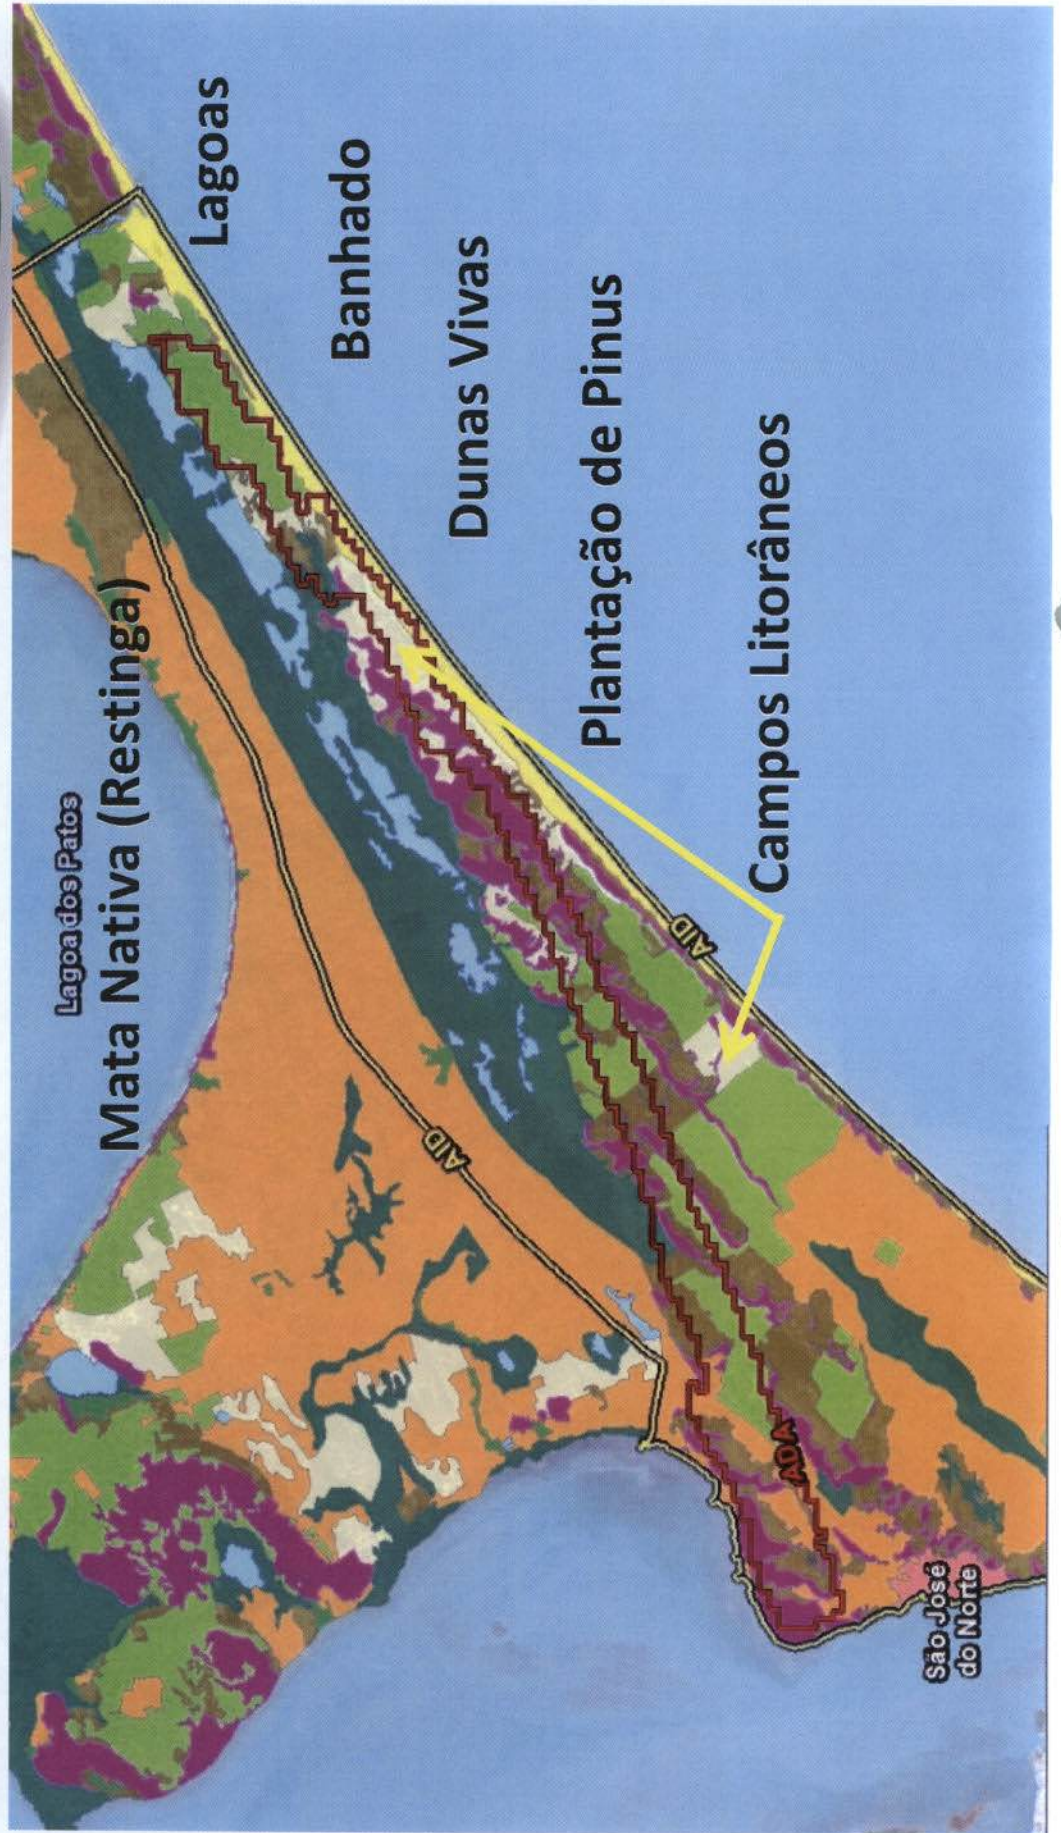 Lagoa dos Patos
Mata Nativa (Restinga)
Lagoas
Banhado
Dunas Vivas
Plantação de Pinus
Campos Litorâneos
AID
AID
ADA
São José
do Norte